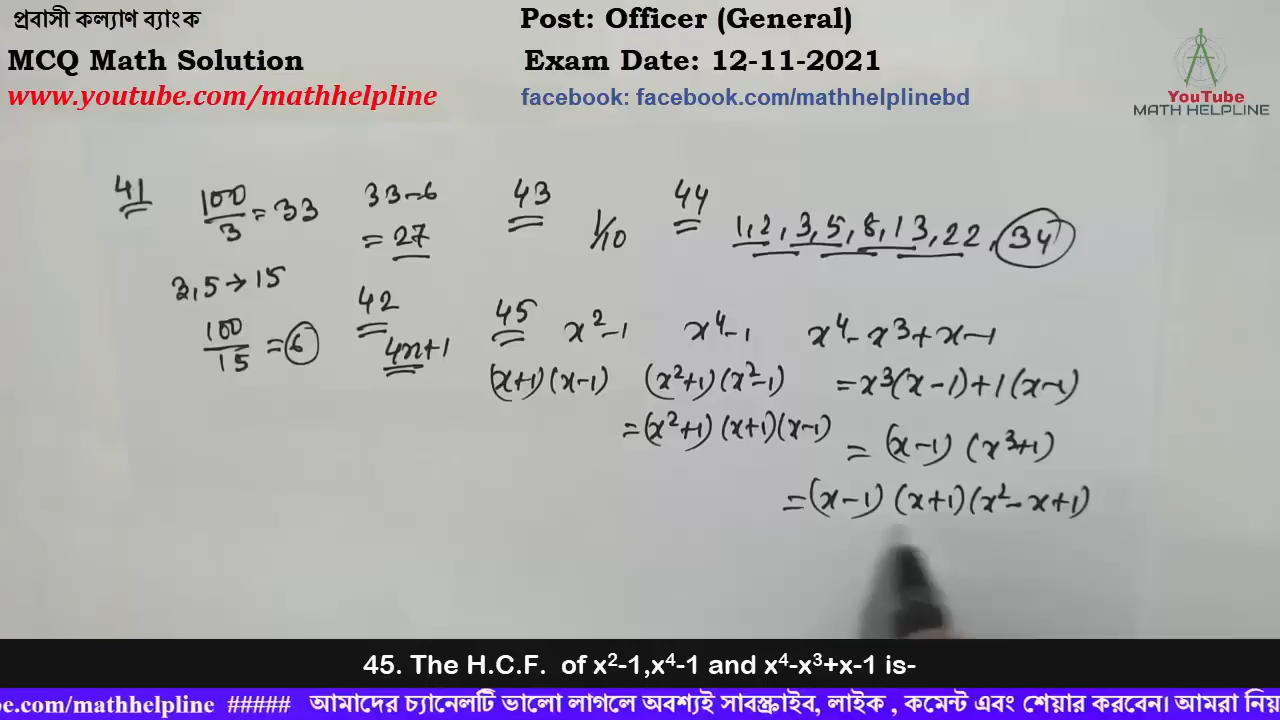 প্রবাসী কল্যাণ ব্যাংক
Post: Officer (General)
MCQ Math Solution
Exam Date: 12-11-2021
www.youtube.com/mathhelpline
facebook: facebook.com/mathhelplinebd
YouTube
MATH HELPLINE
41
100/3 = 33
33-6
= 27
3,5→15
100/15 = 6
42
4n+1
43
1/10
44
1,2,3,5,8,13,22,34
45
x²-1
x⁴-1
x⁴-x³+x-1
(x+1)(x-1)
(x²+1)(x²-1)
=x³(x-1)+1(x-1)
=(x²+1)(x+1)(x-1)
=(x-1)(x³+1)
=(x-1)(x+1)(x²-x+1)
45. The H.C.F. of x²-1,x⁴-1 and x⁴-x³+x-1 is-
be.com/mathhelpline ##### আমাদের চ্যানেলটি ভালো লাগলে অবশ্যই সাবস্ক্রাইব, লাইক , কমেন্ট এবং শেয়ার করবেন। আমরা নিয়